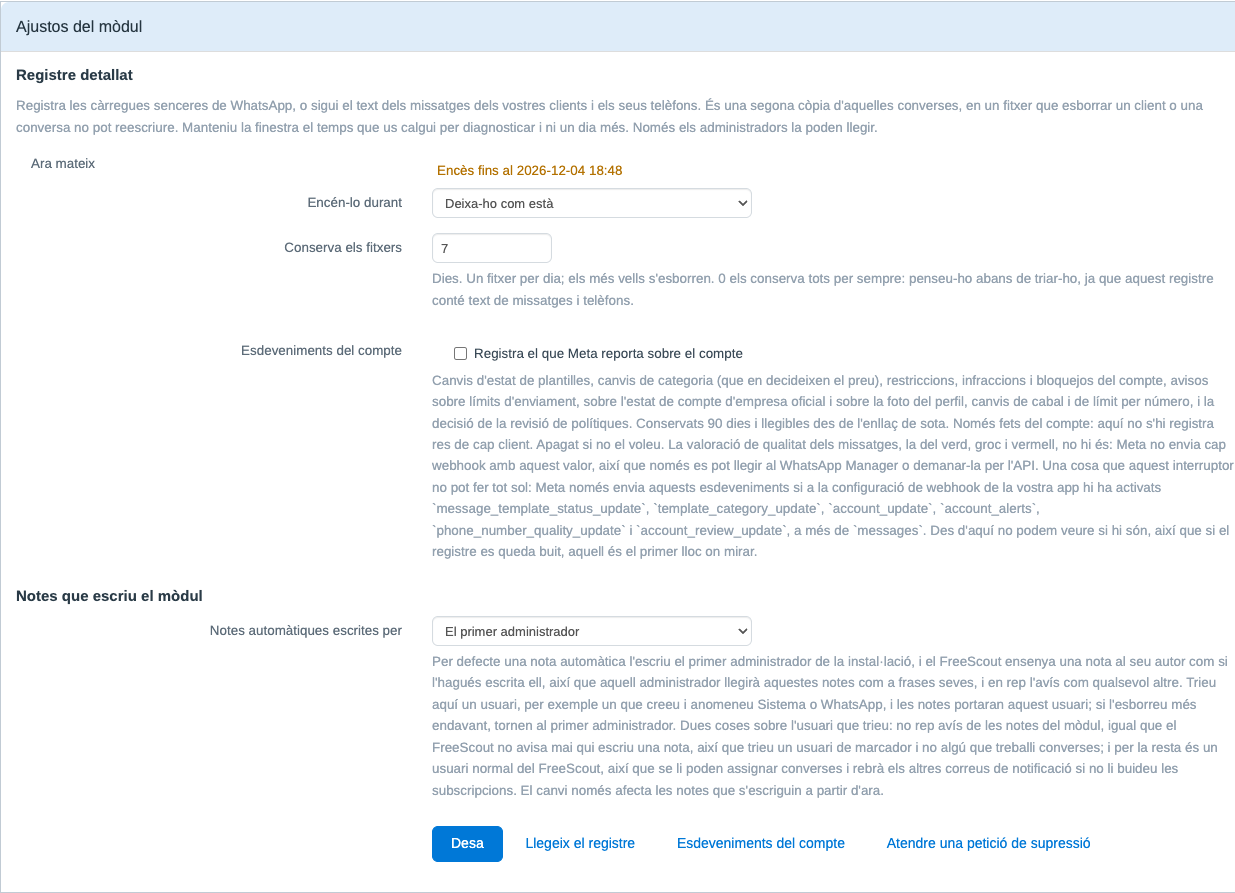 Ajustos del mòdul
Registre detallat
Registra les càrregues senceres de WhatsApp, o sigui el text dels missatges dels vostres clients i els seus telèfons. És una segona còpia d'aquelles converses, en un fitxer que esborrar un client o una
conversa no pot reescriure. Manteniu la finestra el temps que us calgui per diagnosticar i ni un dia més. Només els administradors la poden llegir.
Ara mateix
Encès fins al 2026-12-04 18:48
Encén-lo durant
Deixa-ho com està
Conserva els fitxers
7
Dies. Un fitxer per dia; els més vells s'esborren. 0 els conserva tots per sempre: penseu-ho abans de triar-ho, ja que aquest registre
conté text de missatges i telèfons.
Esdeveniments del compte
Registra el que Meta reporta sobre el compte
Canvis d'estat de plantilles, canvis de categoria (que en decideixen el preu), restriccions, infraccions i bloquejos del compte, avisos
sobre límits d'enviament, sobre l'estat de compte d'empresa oficial i sobre la foto del perfil, canvis de cabal i de límit per número, i la
decisió de la revisió de polítiques. Conservats 90 dies i llegibles des de l'enllaç de sota. Només fets del compte: aquí no s'hi registra
res de cap client. Apagat si no el voleu. La valoració de qualitat dels missatges, la del verd, groc i vermell, no hi és: Meta no envia cap
webhook amb aquest valor, així que només es pot llegir al WhatsApp Manager o demanar-la per l'API. Una cosa que aquest interruptor
no pot fer tot sol: Meta només envia aquests esdeveniments si a la configuració de webhook de la vostra app hi ha activats
`message_template_status_update`, `template_category_update`, `account_update`, `account_alerts`,
`phone_number_quality_update` i `account_review_update`, a més de `messages`. Des d'aquí no podem veure si hi són, així que si el
registre es queda buit, aquell és el primer lloc on mirar.
Notes que escriu el mòdul
Notes automàtiques escrites per
El primer administrador
Per defecte una nota automàtica l'escriu el primer administrador de la instal·lació, i el FreeScout ensenya una nota al seu autor com si
l'hagués escrita ell, així que aquell administrador llegirà aquestes notes com a frases seves, i en rep l'avís com qualsevol altre. Trieu
aquí un usuari, per exemple un que creeu i anomeneu Sistema o WhatsApp, i les notes portaran aquest usuari; si l'esborreu més
endavant, tornen al primer administrador. Dues coses sobre l'usuari que trieu: no rep avís de les notes del mòdul, igual que el
FreeScout no avisa mai qui escriu una nota, així que trieu un usuari de marcador i no algú que treballi converses; i per la resta és un
usuari normal del FreeScout, així que se li poden assignar converses i rebrà els altres correus de notificació si no li buideu les
subscripcions. El canvi només afecta les notes que s'escriguin a partir d'ara.
Desa
Llegeix el registre
Esdeveniments del compte
Atendre una petició de supressió